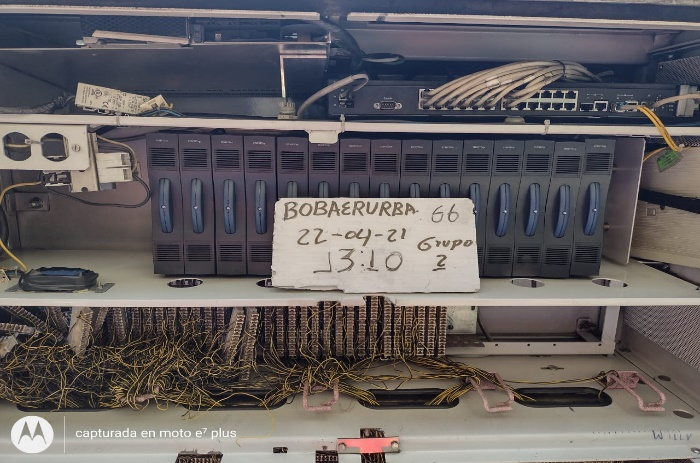 BOBAERURBA 66
22-04-21
Grupo
2
13:10
capturada en moto e⁷ plus